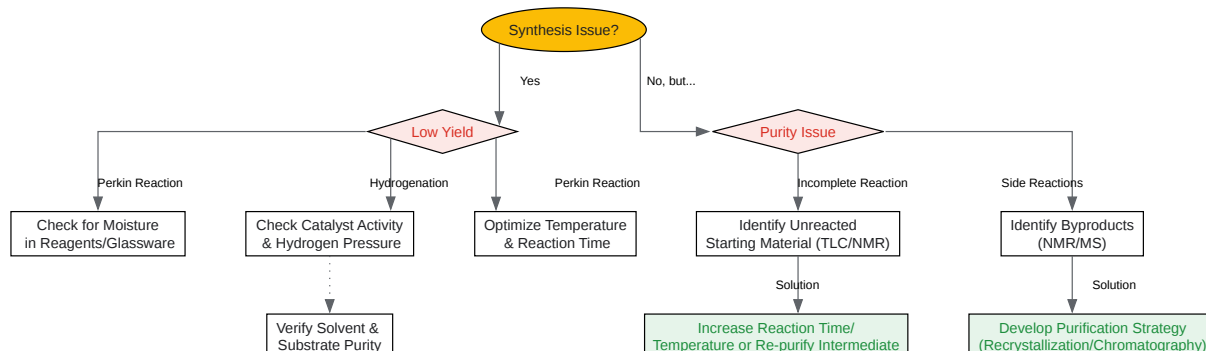 Synthesis Issue?
Yes
No, but...
Low Yield
Purity Issue
Perkin Reaction
Hydrogenation
Perkin Reaction
Incomplete Reaction
Side Reactions
Check for Moisture
in Reagents/Glassware
Check Catalyst Activity
& Hydrogen Pressure
Optimize Temperature
& Reaction Time
Identify Unreacted
Starting Material (TLC/NMR)
Identify Byproducts
(NMR/MS)
Solution
Solution
Verify Solvent &
Substrate Purity
Increase Reaction Time/
Temperature or Re-purify Intermediate
Develop Purification Strategy
(Recrystallization/Chromatography)